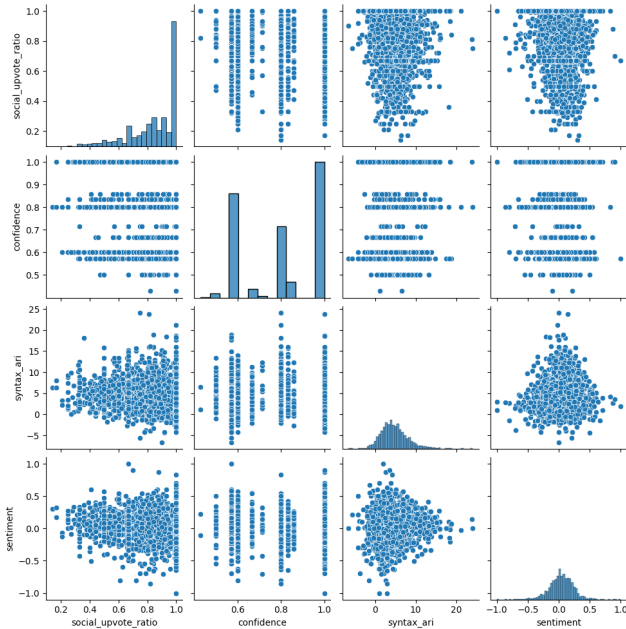 social_upvote_ratio
1.0
0.8
0.6
0.4
0.2
confidence
1.0
0.9
0.8
0.7
0.6
0.5
syntax_ari
25
20
15
10
5
0
−5
sentiment
1.0
0.5
0.0
−0.5
−1.0
0.2 0.4 0.6 0.8 1.0
0.6 0.8 1.0
0 10 20
−1.0 −0.5 0.0 0.5 1.0
social_upvote_ratio confidence syntax_ari sentiment